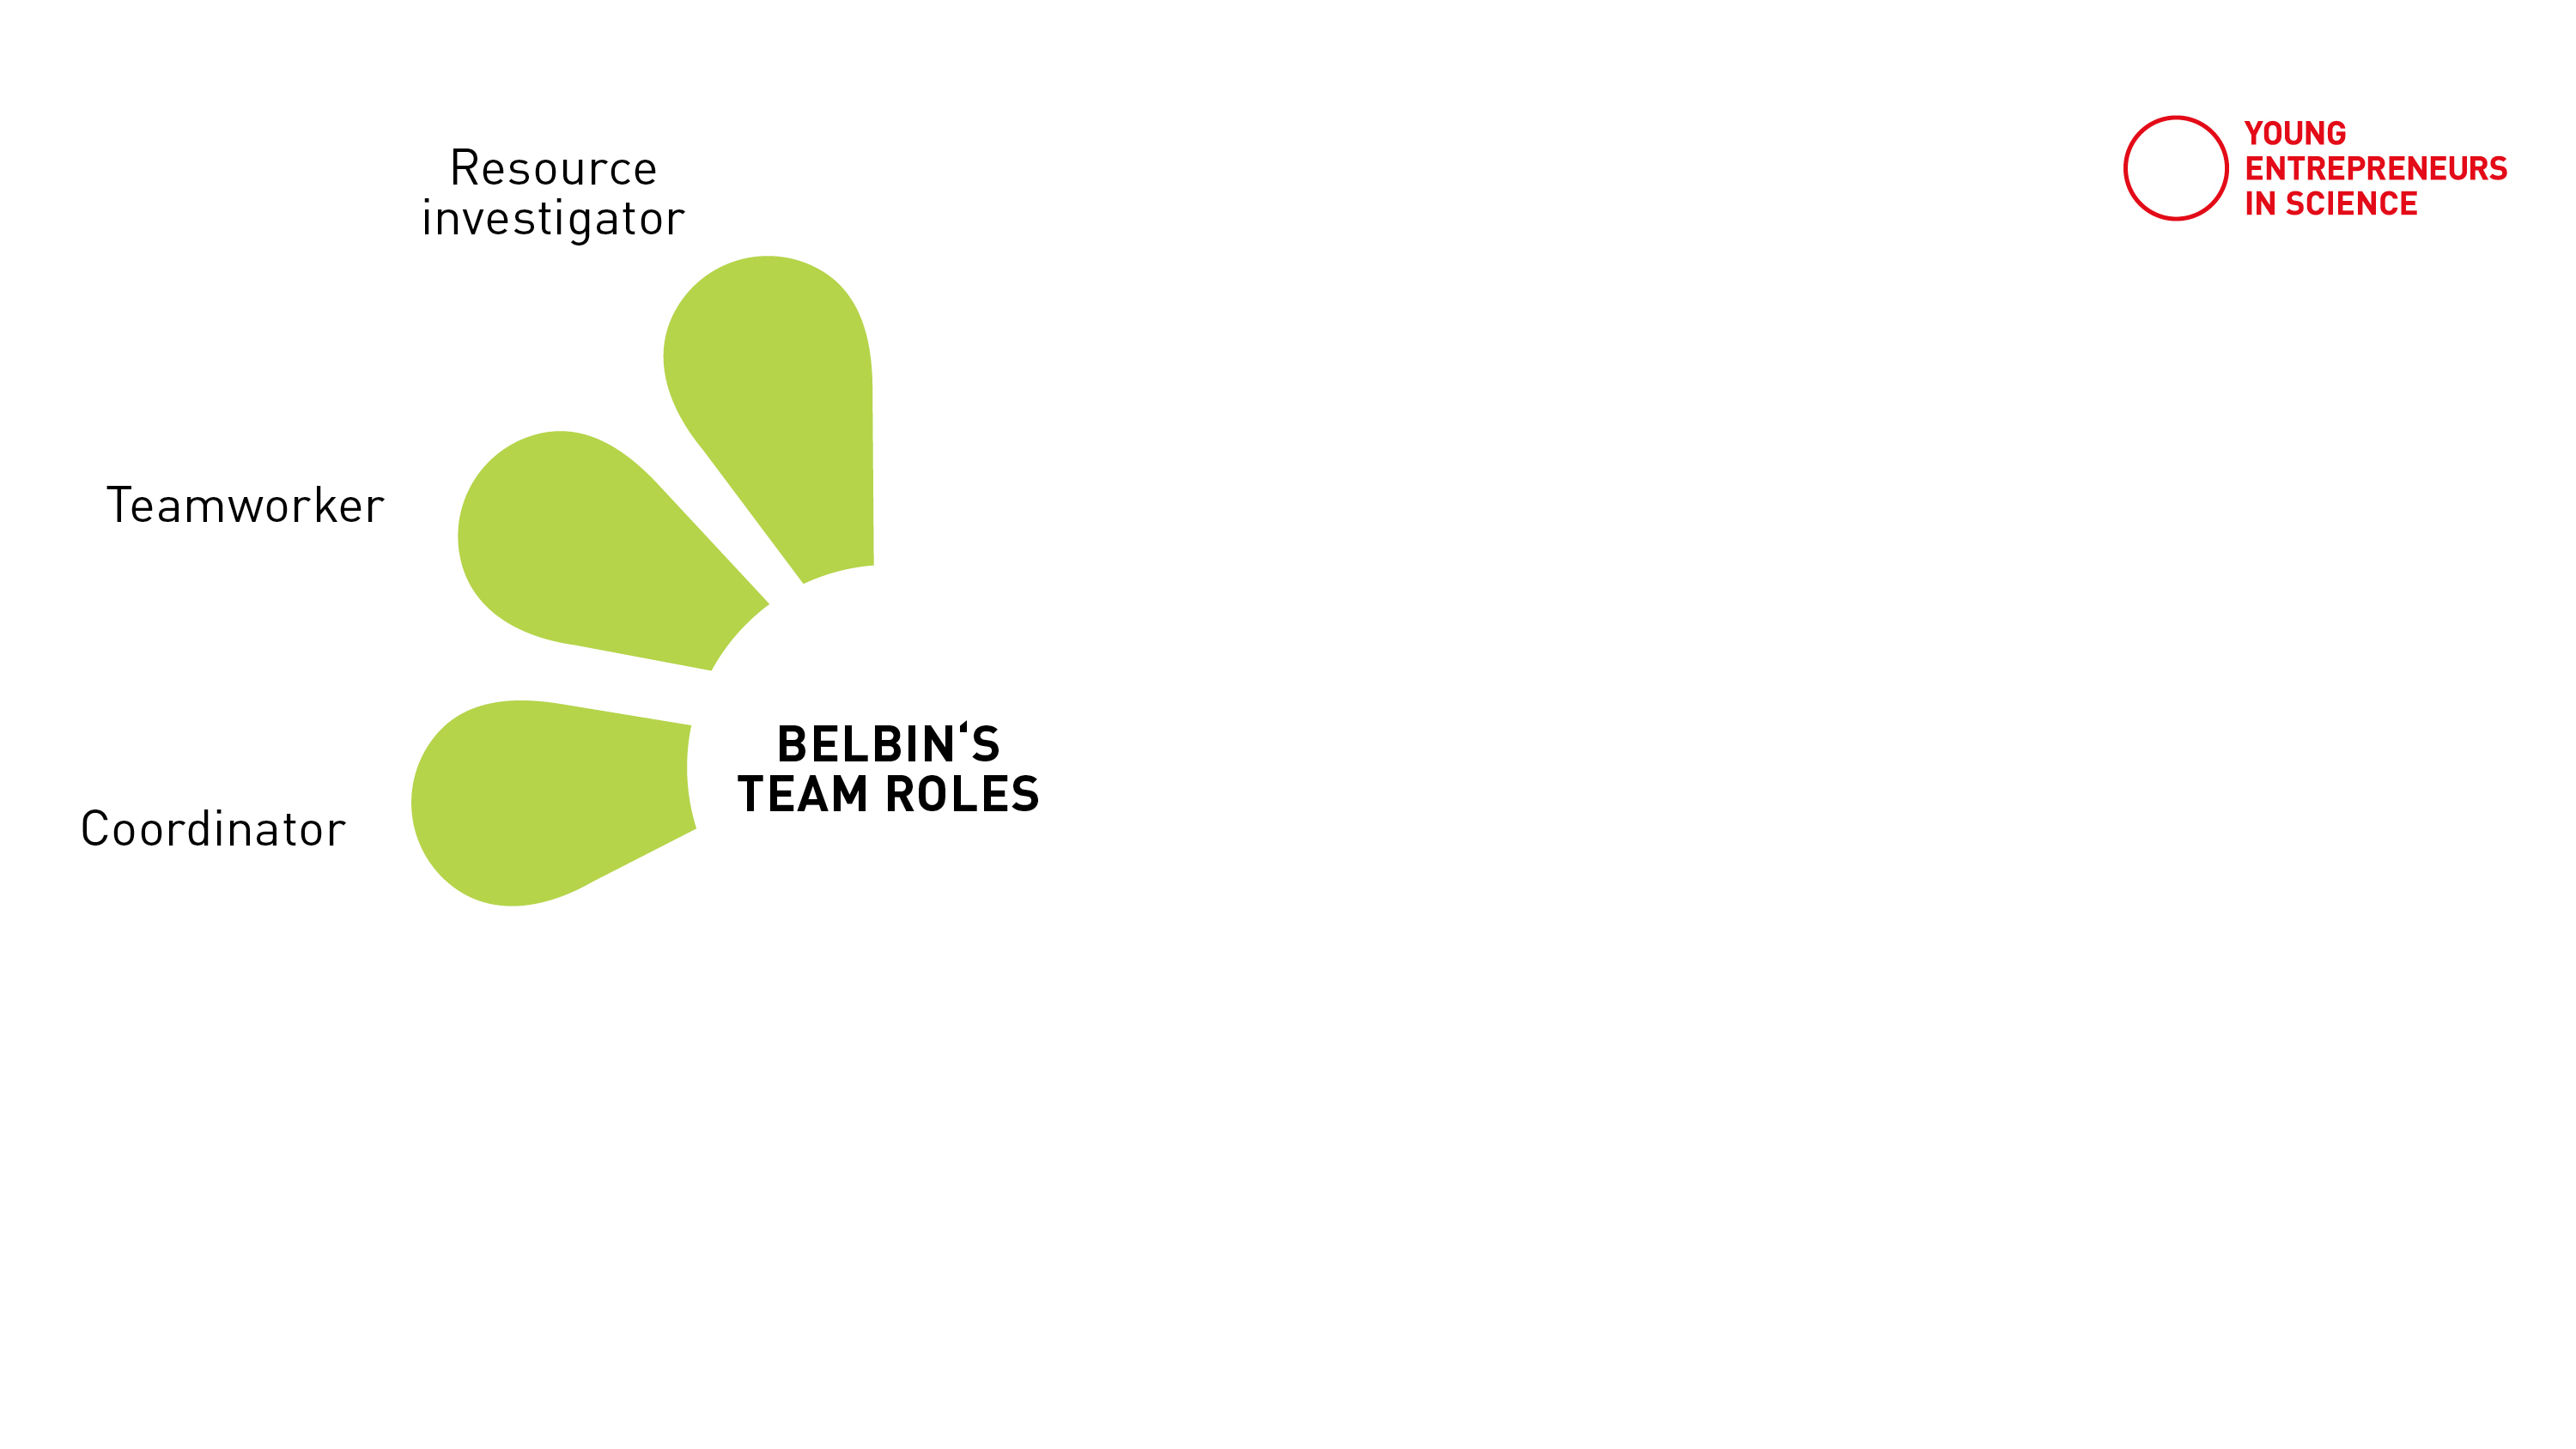 Resource
investigator
YOUNG
ENTREPRENEURS
IN SCIENCE
Teamworker
BELBIN‘S
TEAM ROLES
Coordinator